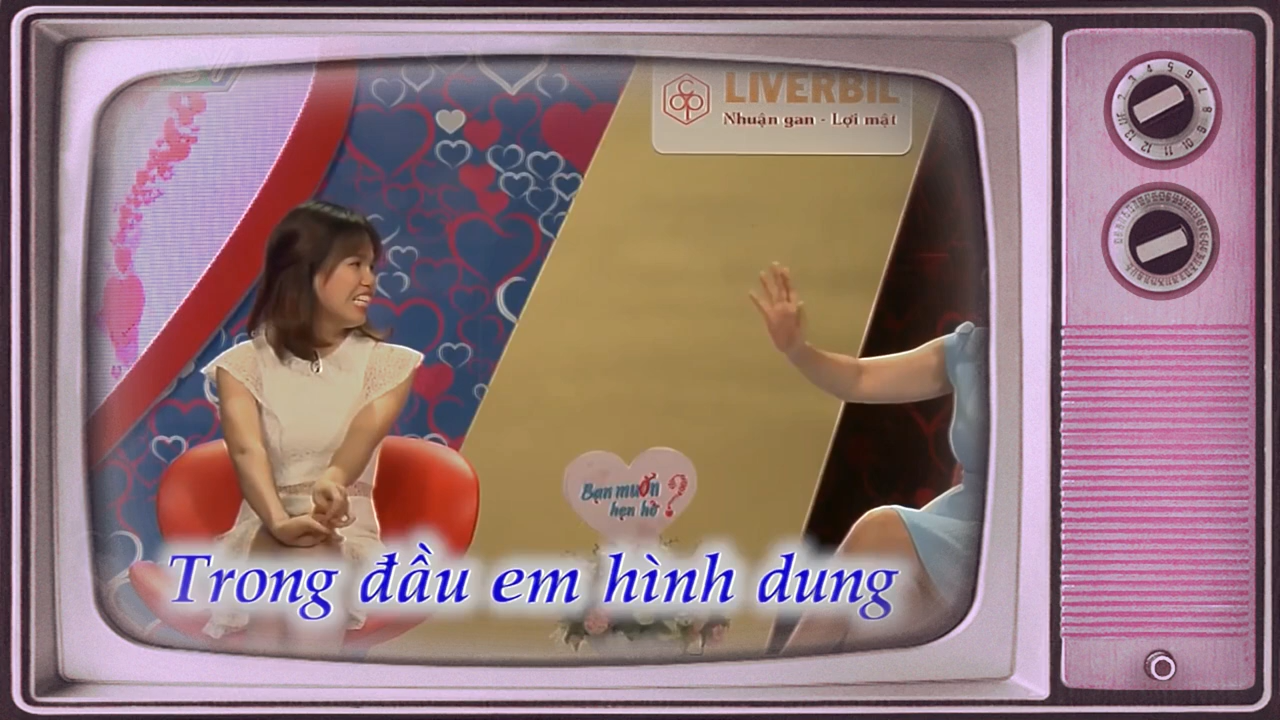 LIVERBIL
Nhuận gan - Lợi mật
Bạn muốn
hẹn hò ?
Trong đầu em hình dung